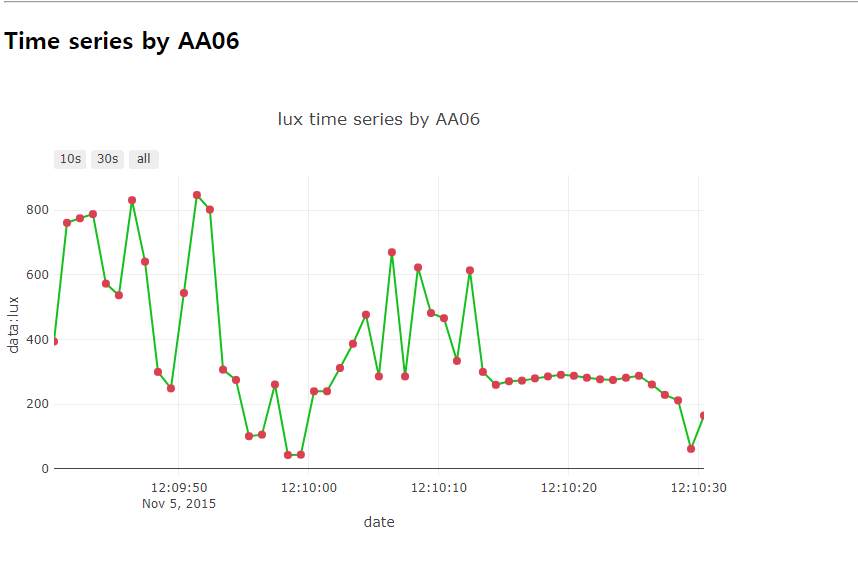 Time series by AA06
lux time series by AA06
10s 30s all
800
600
400
200
0
data:lux
12:09:50 12:10:00 12:10:10 12:10:20 12:10:30
Nov 5, 2015
date